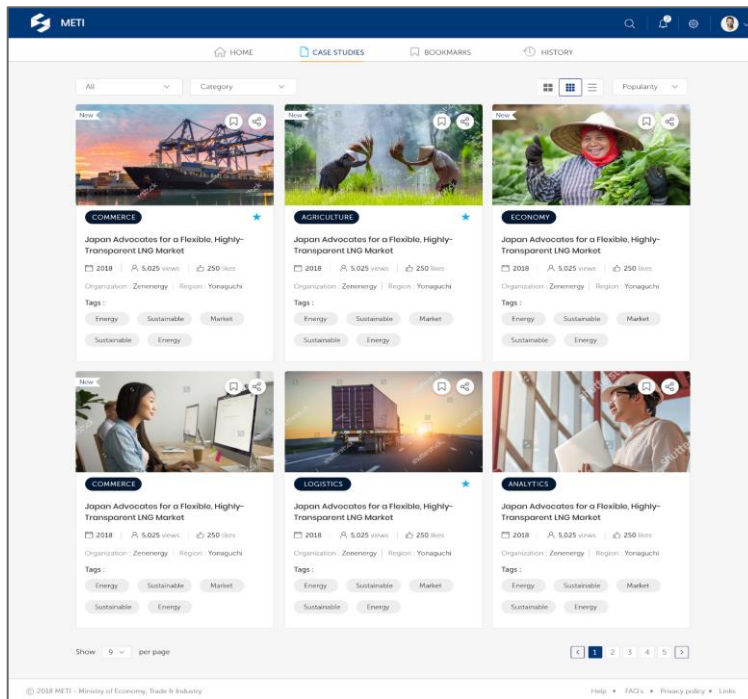 METI
2
HOME
CASE STUDIES
BOOKMARKS
HISTORY
All
Category
Popularity
New
New
New
COMMERCE
AGRICULTURE
ECONOMY
Japan Advocates for a Flexible, Highly-
Transparent LNG Market
2018 | 5,025 views | 250 likes
Organization : Zenenergy | Region : Yonaguchi
Tags :
Energy Sustainable Market
Sustainable Energy
Japan Advocates for a Flexible, Highly-
Transparent LNG Market
2018 | 5,025 views | 250 likes
Organization : Zenenergy | Region : Yonaguchi
Tags :
Energy Sustainable Market
Sustainable Energy
Japan Advocates for a Flexible, Highly-
Transparent LNG Market
2018 | 5,025 views | 250 likes
Organization : Zenenergy | Region : Yonaguchi
Tags :
Energy Sustainable Market
Sustainable Energy
New
shutterstock
COMMERCE
LOGISTICS
ANALYTICS
Japan Advocates for a Flexible, Highly-
Transparent LNG Market
2018 | 5,025 views | 250 likes
Organization : Zenenergy | Region : Yonaguchi
Tags :
Energy Sustainable Market
Sustainable Energy
Japan Advocates for a Flexible, Highly-
Transparent LNG Market
2018 | 5,025 views | 250 likes
Organization : Zenenergy | Region : Yonaguchi
Tags :
Energy Sustainable Market
Sustainable Energy
Japan Advocates for a Flexible, Highly-
Transparent LNG Market
2018 | 5,025 views | 250 likes
Organization : Zenenergy | Region : Yonaguchi
Tags :
Energy Sustainable Market
Sustainable Energy
Show 9 per page
< 1 2 3 4 5 >
© 2018 METI - Ministry of Economy, Trade & Industry
Help • FAQ's • Privacy policy • Links